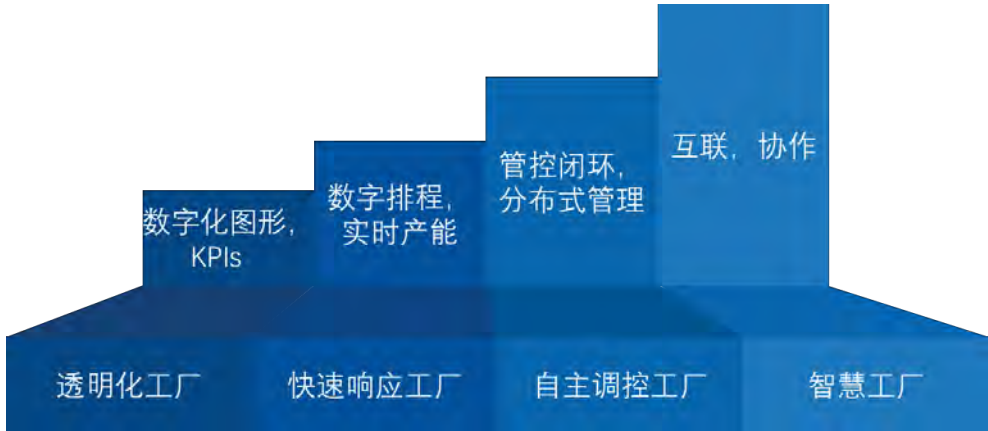 数字化图形,
KPIs
数字排程,
实时产能
管控闭环,
分布式管理
互联, 协作
透明化工厂
快速响应工厂
自主调控工厂
智慧工厂